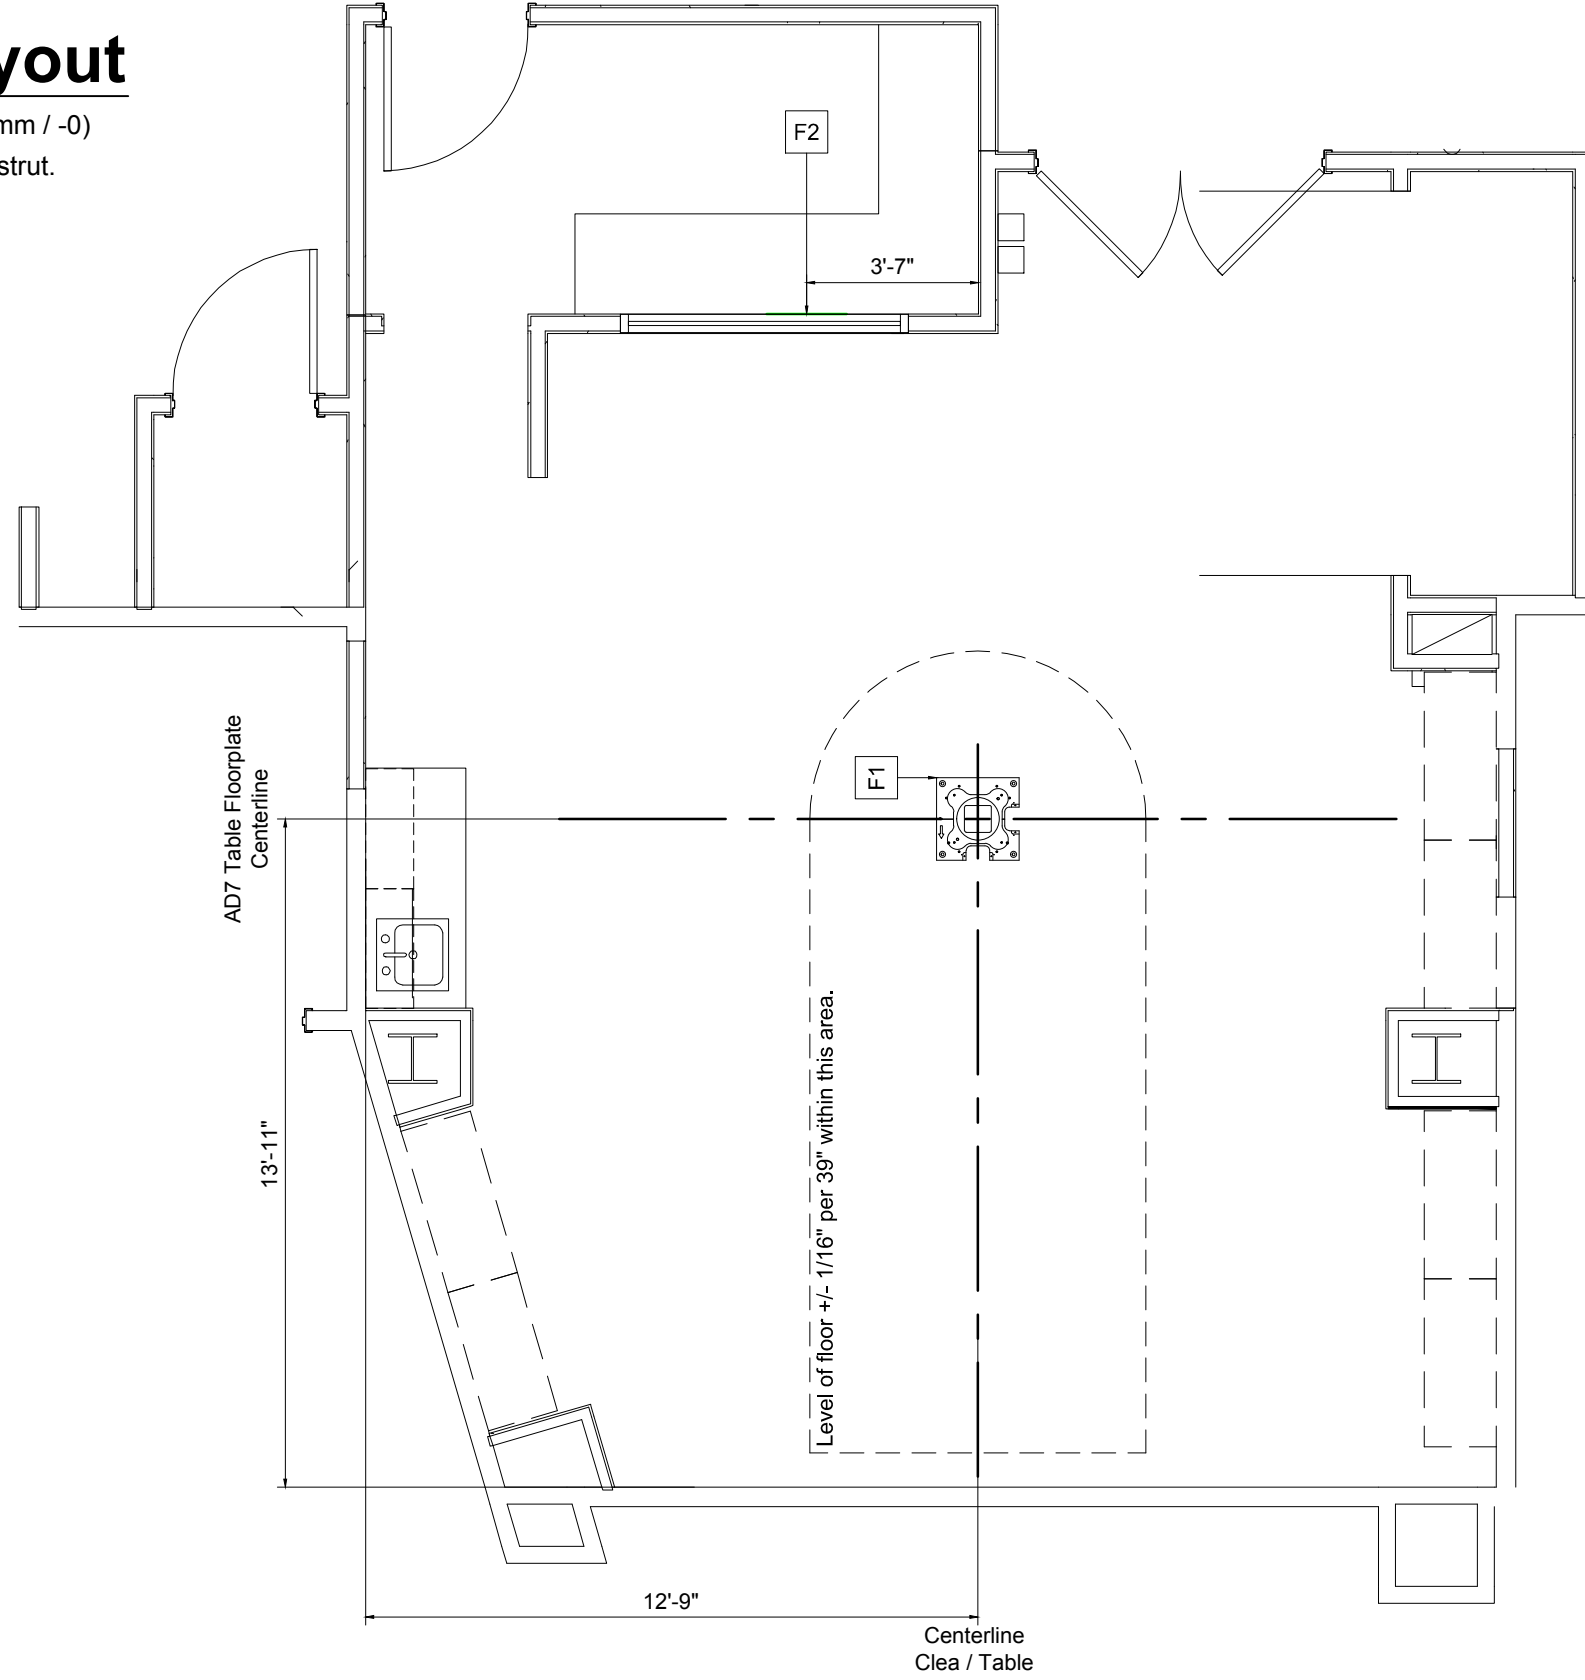 yout
mm / -0)
strut.
F2
3'-7"
AD7 Table Floorplate
Centerline
F1
Level of floor +/- 1/16" per 39" within this area.
13'-11"
12'-9"
Centerline
Clea / Table